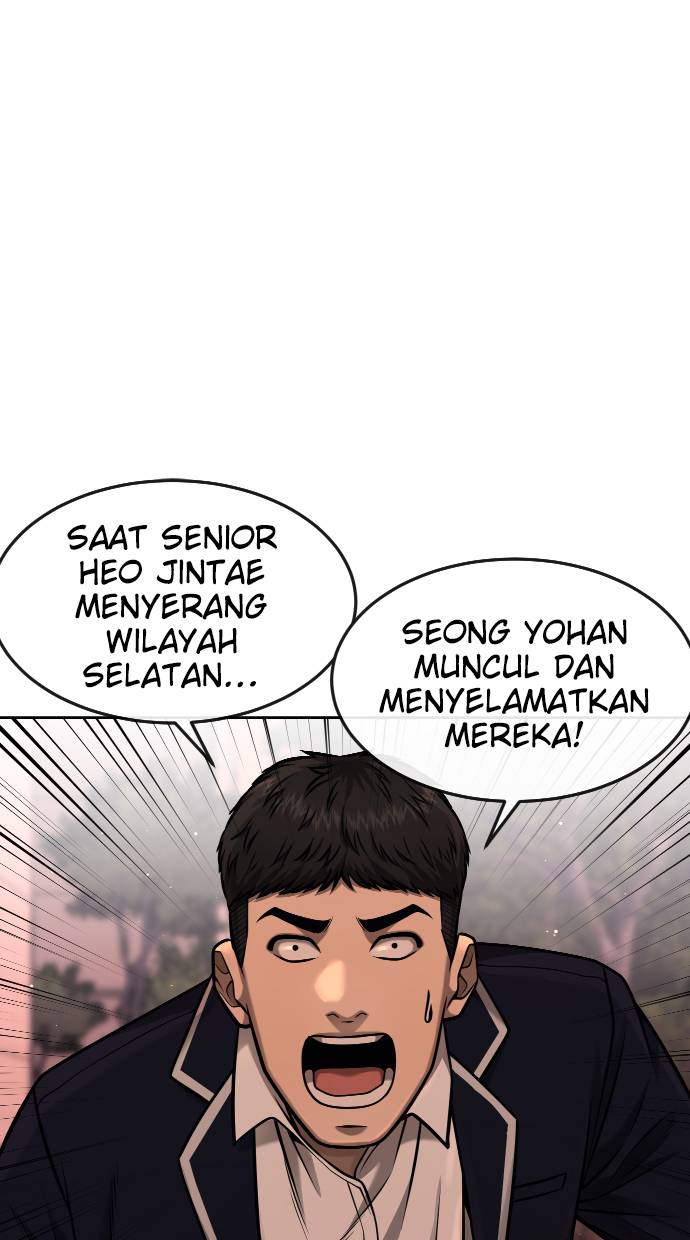 SAAT SENIOR
HEO JINTAE
MENYERANG
WILAYAH
SELATAN...
SEONG YOHAN
MUNCUL DAN
MENYELAMATKAN
MEREKA!